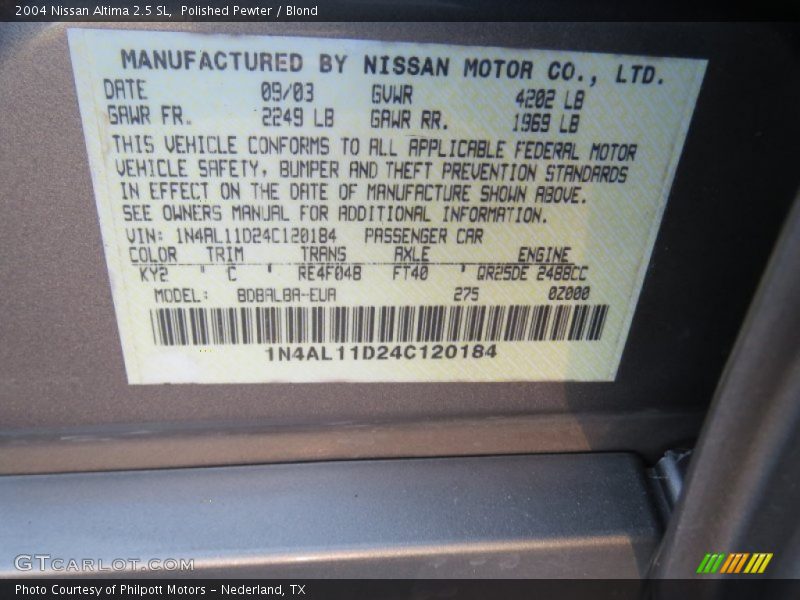 2004 Nissan Altima 2.5 SL, Polished Pewter / Blond
MANUFACTURED BY NISSAN MOTOR CO., LTD.
DATE 09/03 GVWR 4202 LB
GAWR FR. 2249 LB GAWR RR. 1969 LB
THIS VEHICLE CONFORMS TO ALL APPLICABLE FEDERAL MOTOR
VEHICLE SAFETY, BUMPER AND THEFT PREVENTION STANDARDS
IN EFFECT ON THE DATE OF MANUFACTURE SHOWN ABOVE.
SEE OWNERS MANUAL FOR ADDITIONAL INFORMATION.
VIN: 1N4AL11D24C120184 PASSENGER CAR
COLOR TRIM TRANS AXLE ENGINE
KY2 ' C ' RE4F04B FT40 ' QR25DE 2488CC
MODEL: BDBALBA-EUA 275 0Z000
1N4AL11D24C120184
GTCARLOT.COM
Photo Courtesy of Philpott Motors - Nederland, TX